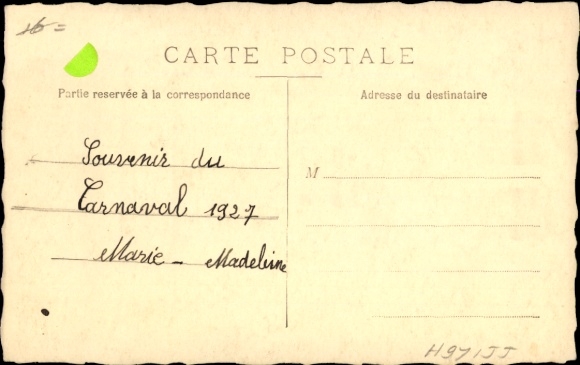 16=
CARTE POSTALE
Partie reservée à la correspondance
Adresse du destinataire
Souvenir du
Carnaval 1927
Marie - Madeleine
M
H971JJ